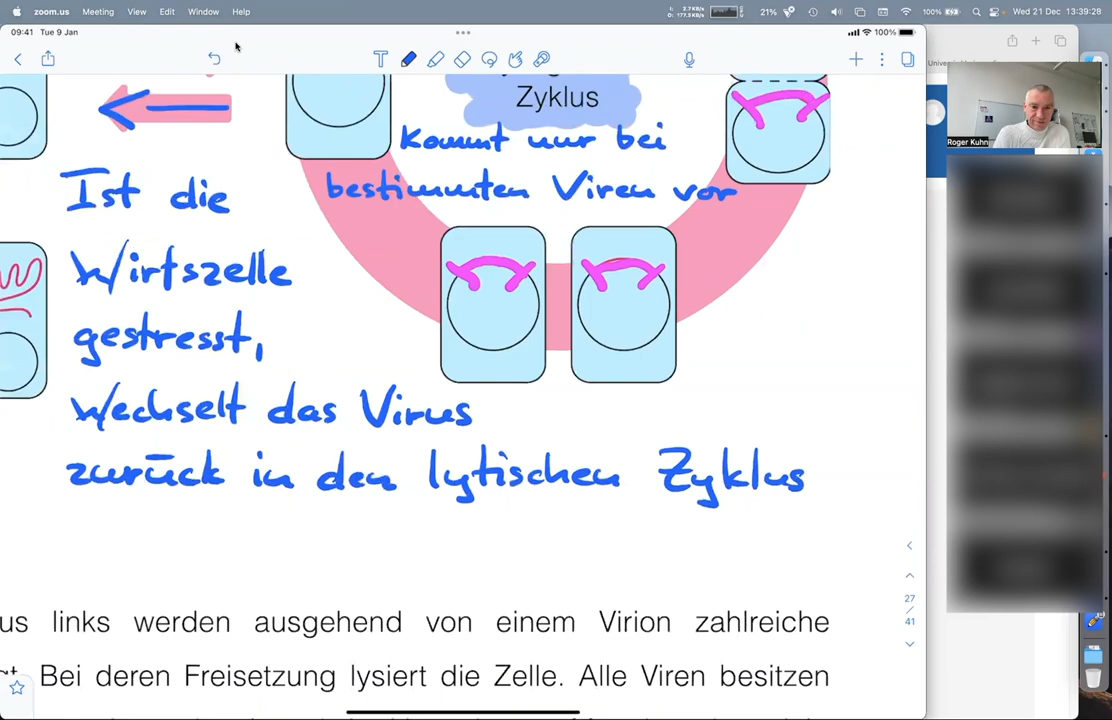 zoom.us Meeting View Edit Window Help
21% 100% Wed 21 Dec 13:39:28
09:41 Tue 9 Jan
100%
Zyklus
Kommt nur bei
bestimmten Viren vor
Ist die
Wirtszelle
gestresst,
wechselt das Virus
zurück in den lytischen Zyklus
Roger Kuhn
27
/
41
us links werden ausgehend von einem Virion zahlreiche
gt. Bei deren Freisetzung lysiert die Zelle. Alle Viren besitzen